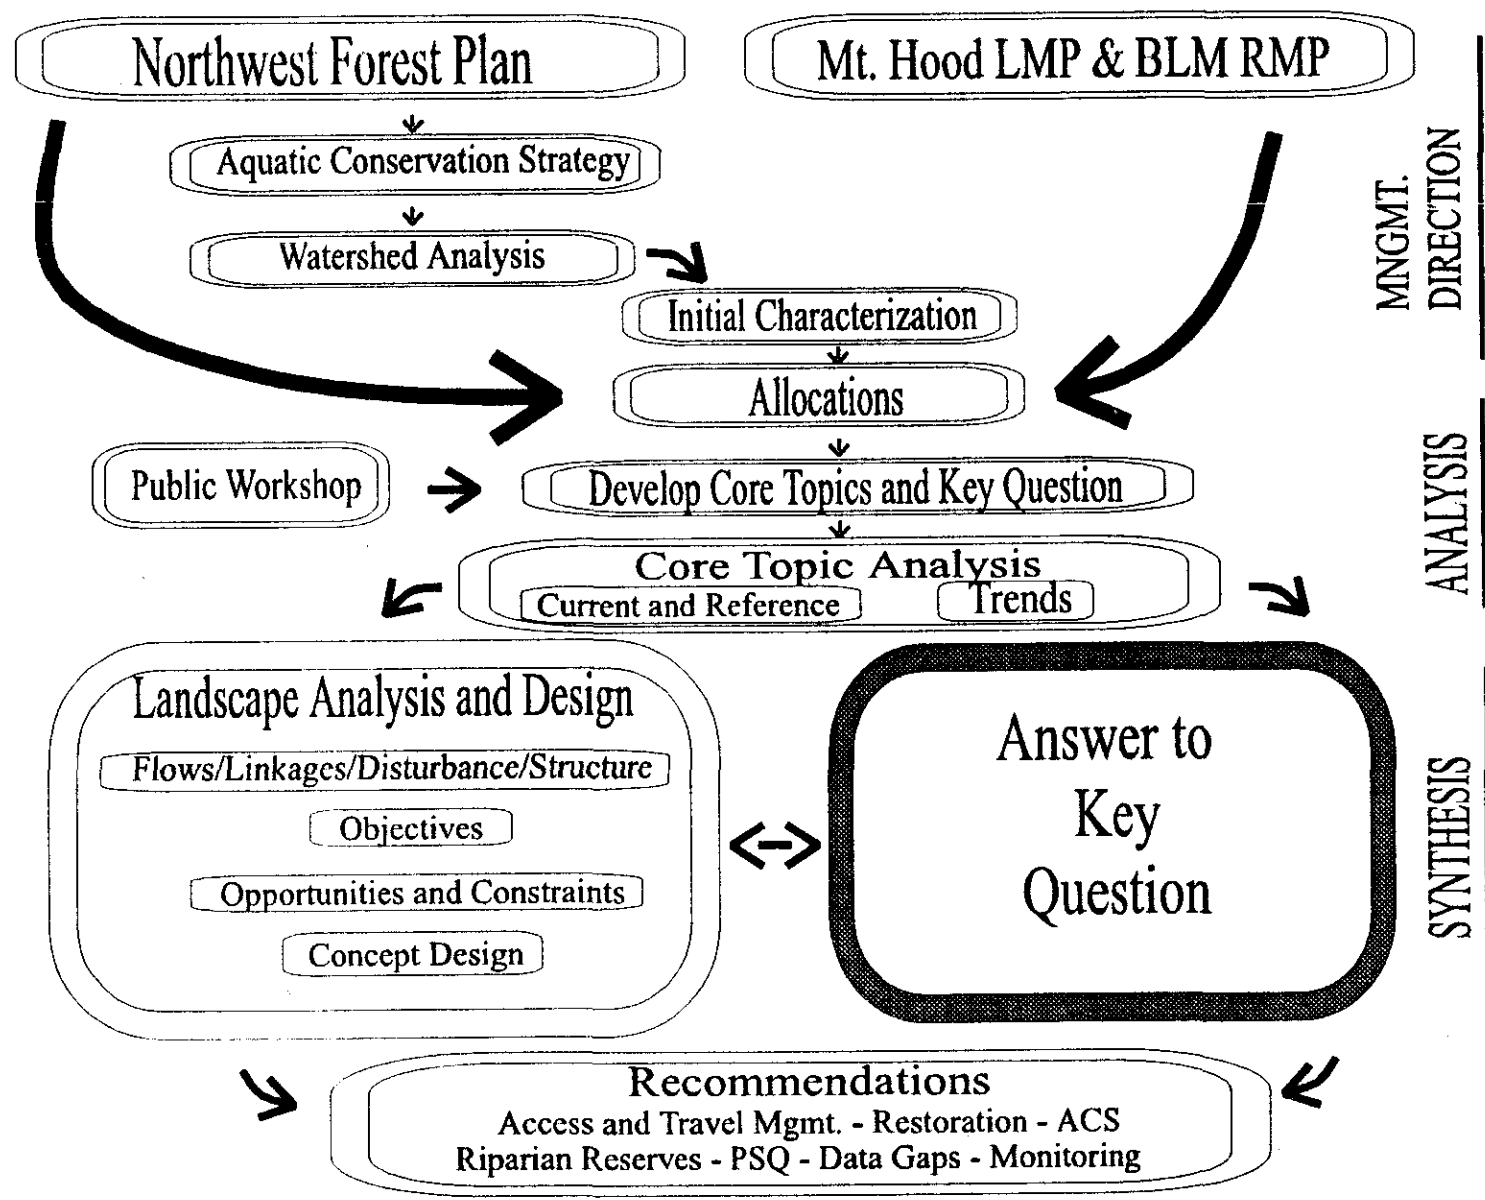 Northwest Forest Plan
Mt. Hood LMP & BLM RMP
Aquatic Conservation Strategy
Watershed Analysis
Initial Characterization
Allocations
MNGMT.
DIRECTION
Public Workshop
Develop Core Topics and Key Question
Core Topic Analysis
Current and Reference
Trends
ANALYSIS
Landscape Analysis and Design
Flows/Linkages/Disturbance/Structure
Objectives
Opportunities and Constraints
Concept Design
Answer to
Key
Question
SYNTHESIS
Recommendations
Access and Travel Mgmt. - Restoration - ACS
Riparian Reserves - PSQ - Data Gaps - Monitoring